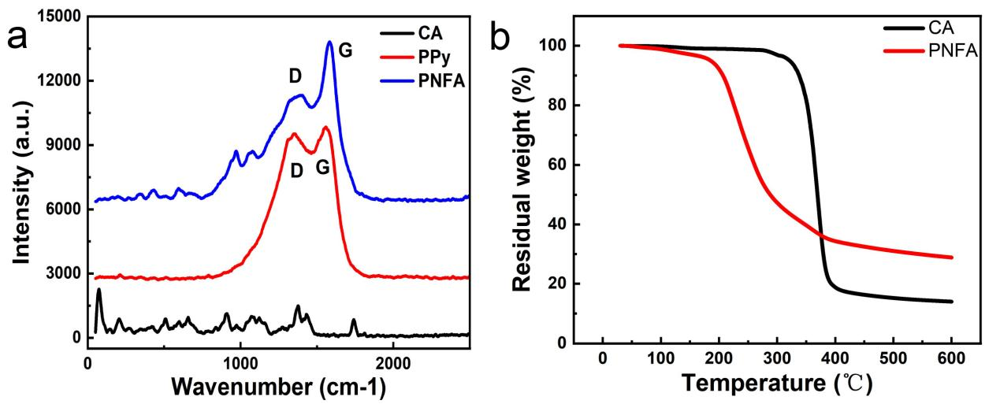 a
15000
12000
9000
6000
3000
0
Intensity (a.u.)
0 1000 2000
Wavenumber (cm-1)
CA
PPy
PNFA
D
G
D
G
b
100
80
60
40
20
0
Residual weight (%)
0 100 200 300 400 500 600
Temperature (℃)
CA
PNFA